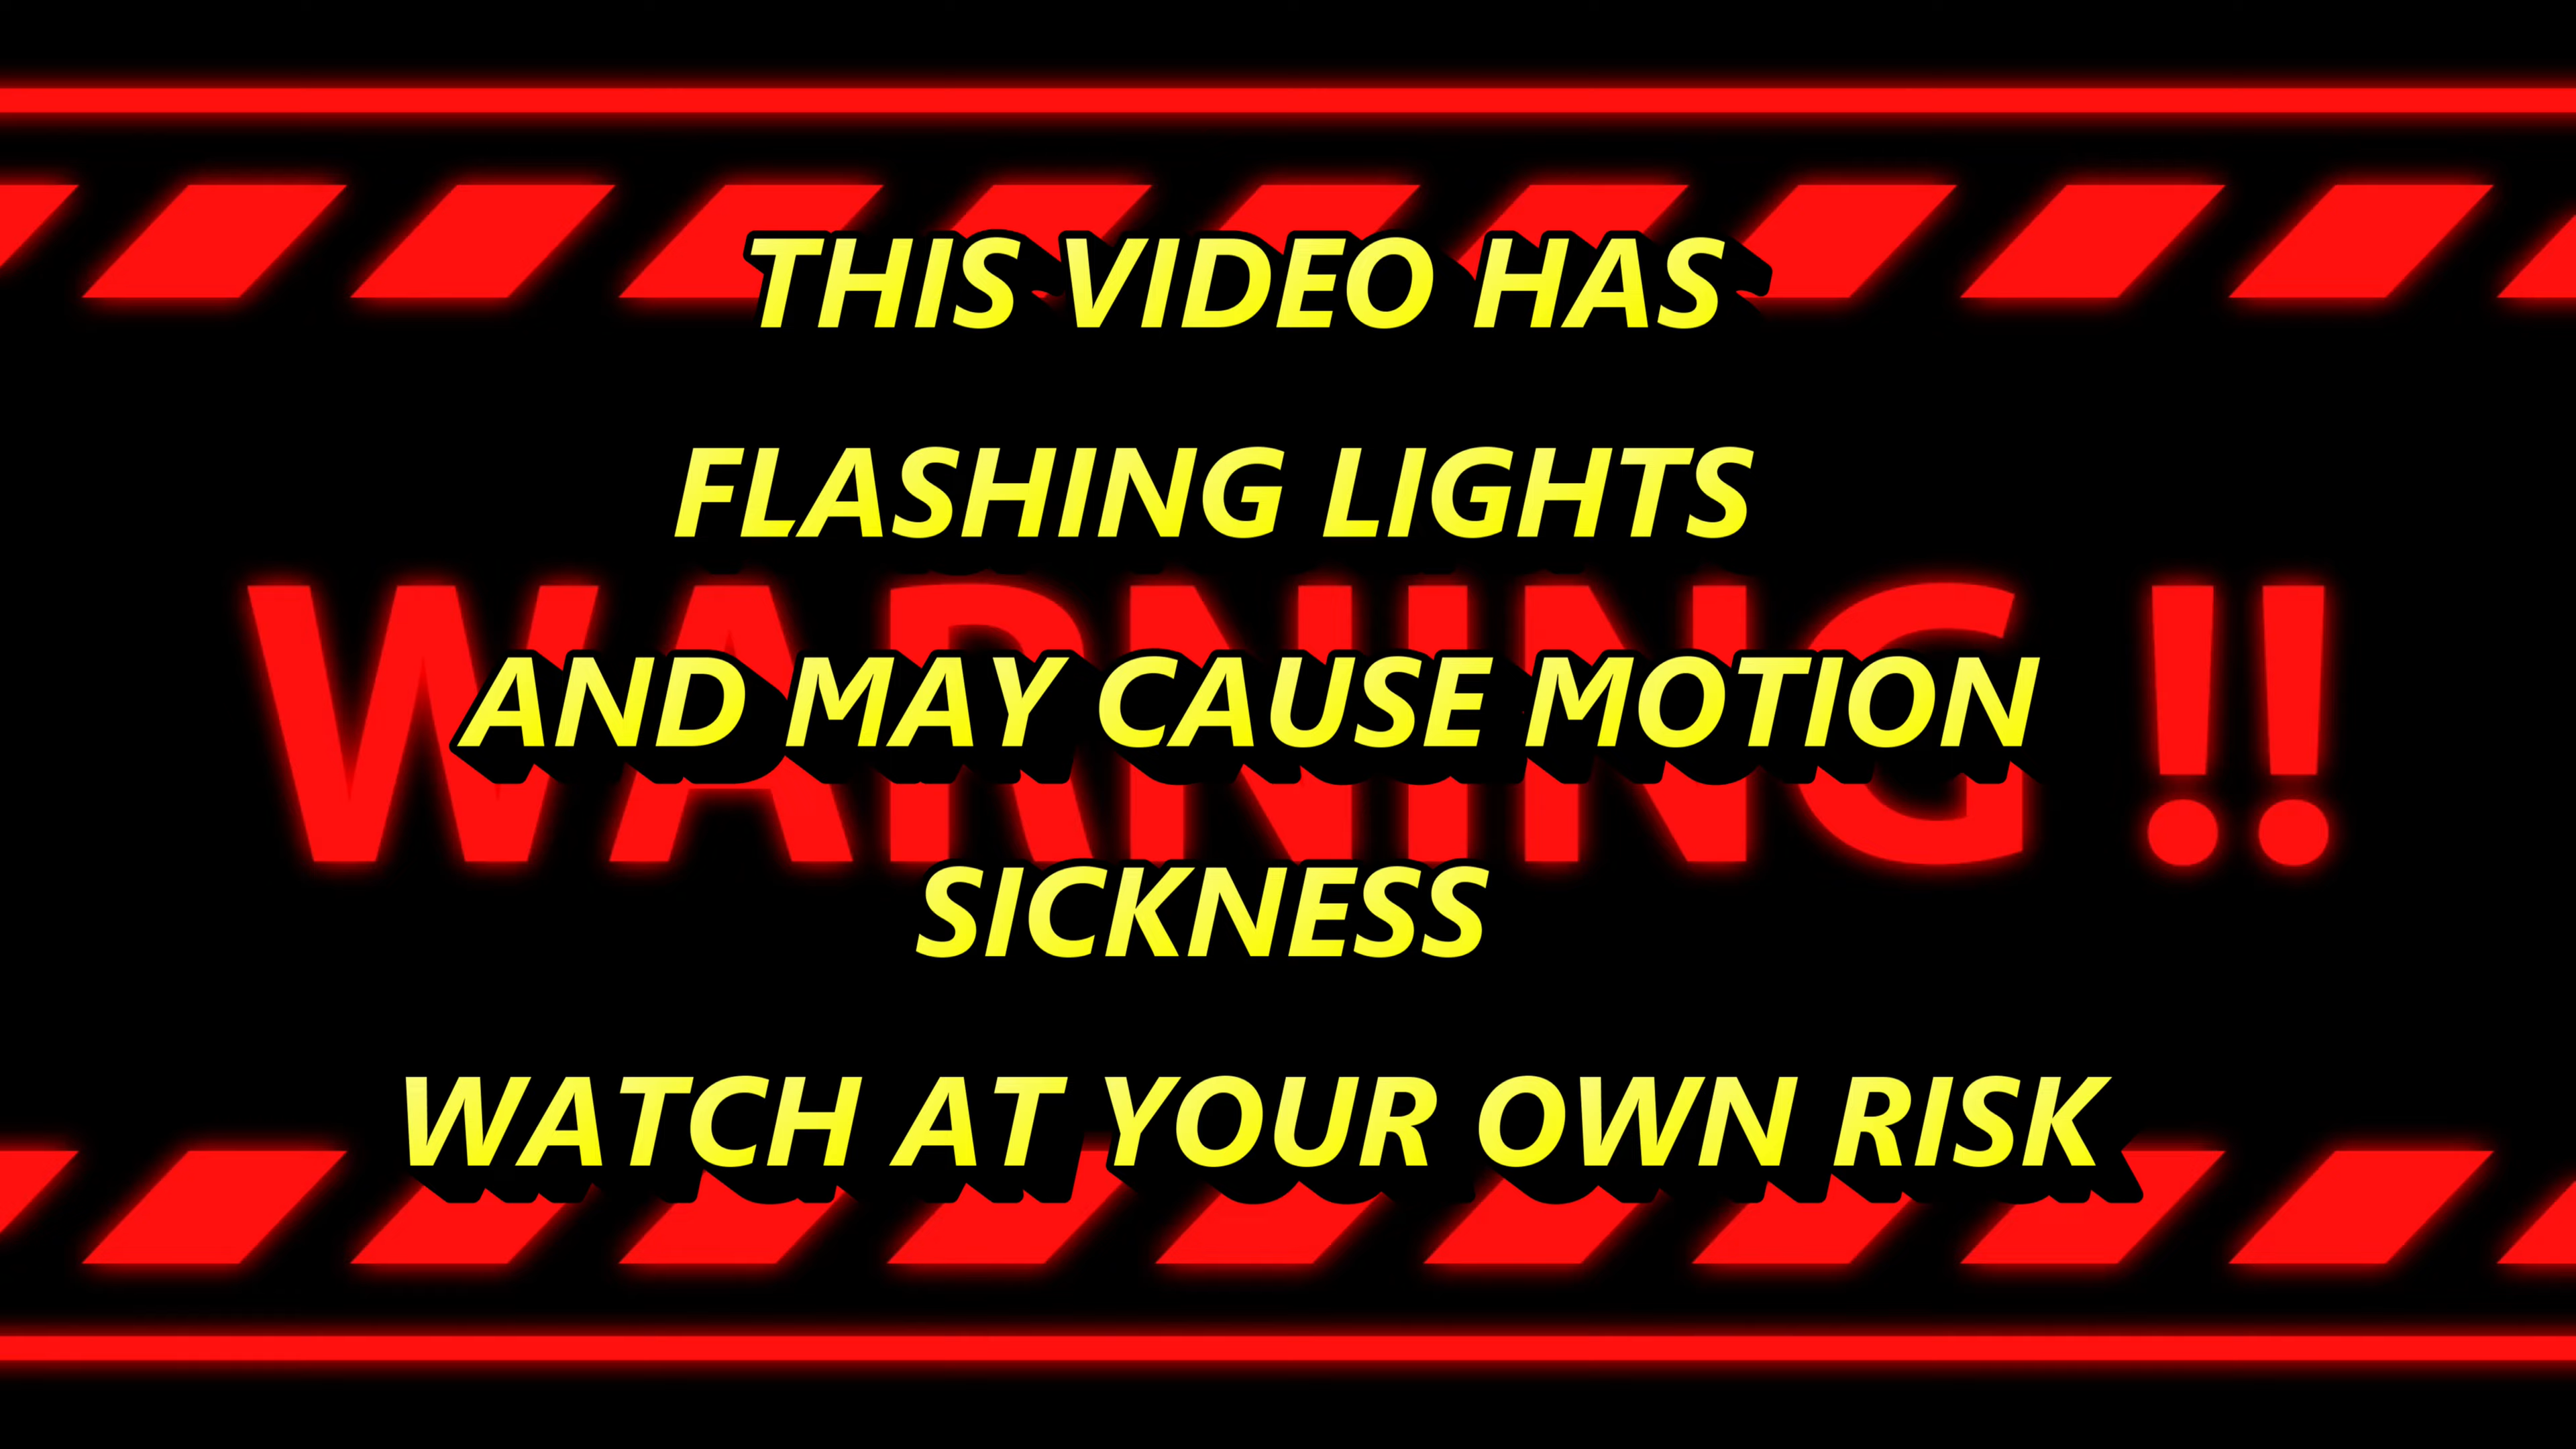 THIS VIDEO HAS
FLASHING LIGHTS
WARNING !!
AND MAY CAUSE MOTION
SICKNESS
WATCH AT YOUR OWN RISK